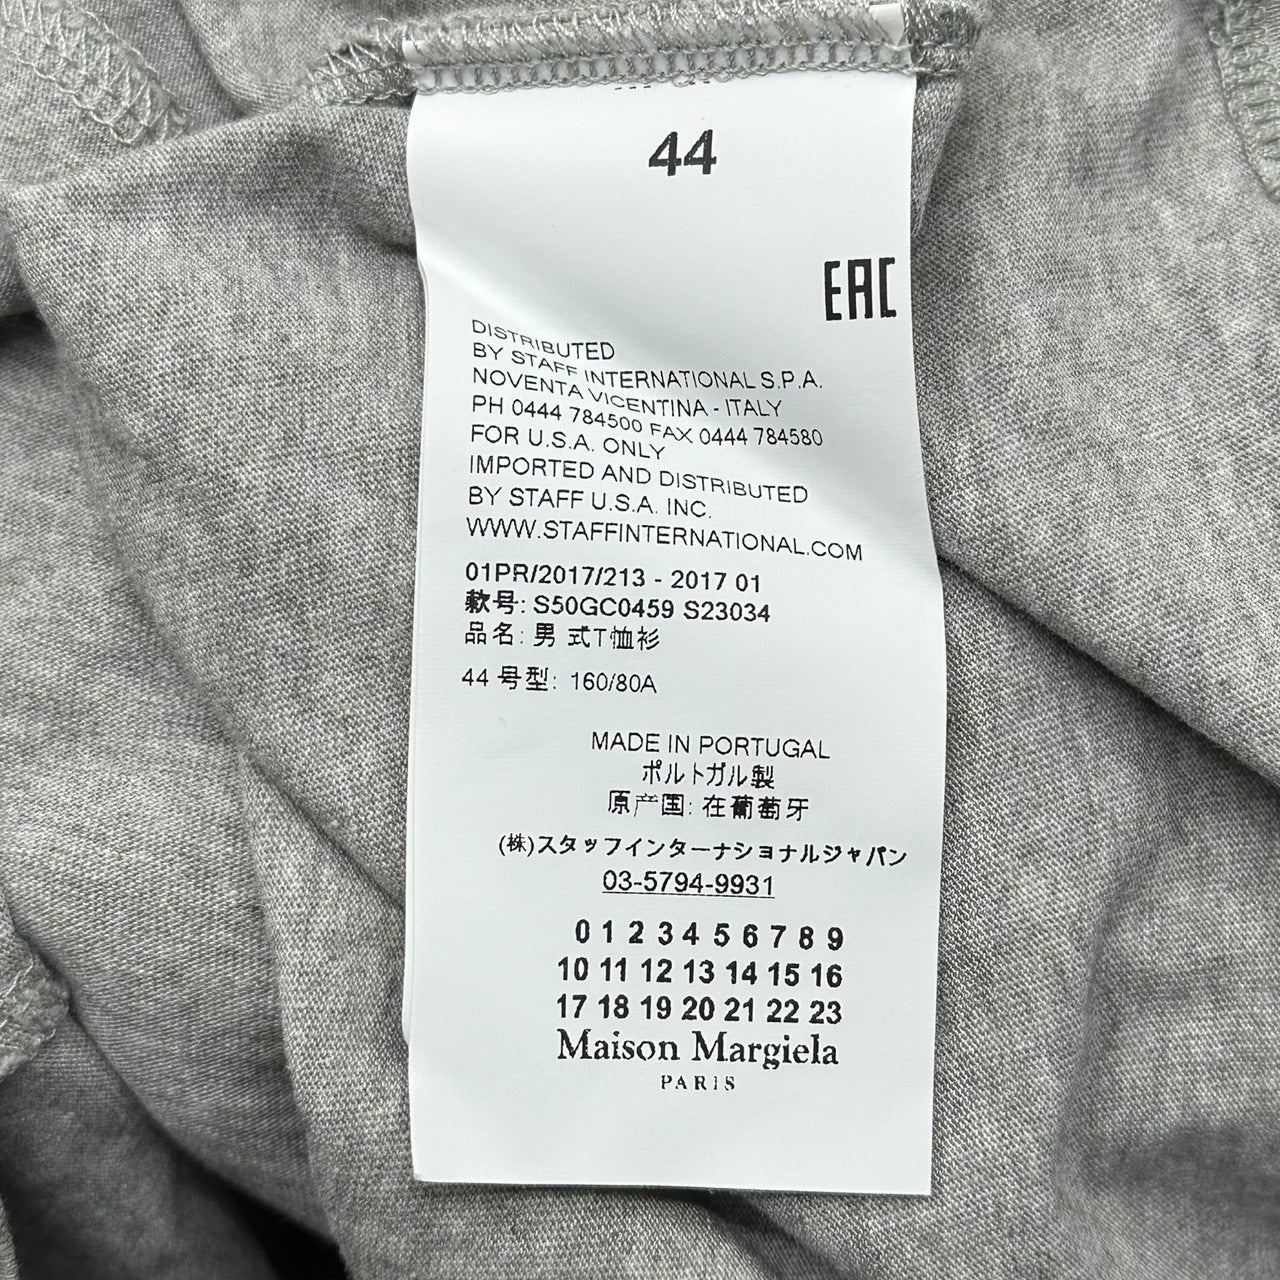 44
EAC
DISTRIBUTED
BY STAFF INTERNATIONAL S.P.A.
NOVENTA VICENTINA - ITALY
PH 0444 784500 FAX 0444 784580
FOR U.S.A. ONLY
IMPORTED AND DISTRIBUTED
BY STAFF U.S.A. INC.
WWW.STAFFINTERNATIONAL.COM
01PR/2017/213 - 2017 01
款号: S50GC0459 S23034
品名: 男 式T恤衫
44 号型: 160/80A
MADE IN PORTUGAL
ポルトガル製
原产国: 在葡萄牙
(株)スタッフインターナショナルジャパン
03-5794-9931
0 1 2 3 4 5 6 7 8 9
10 11 12 13 14 15 16
17 18 19 20 21 22 23
Maison Margiela
PARIS